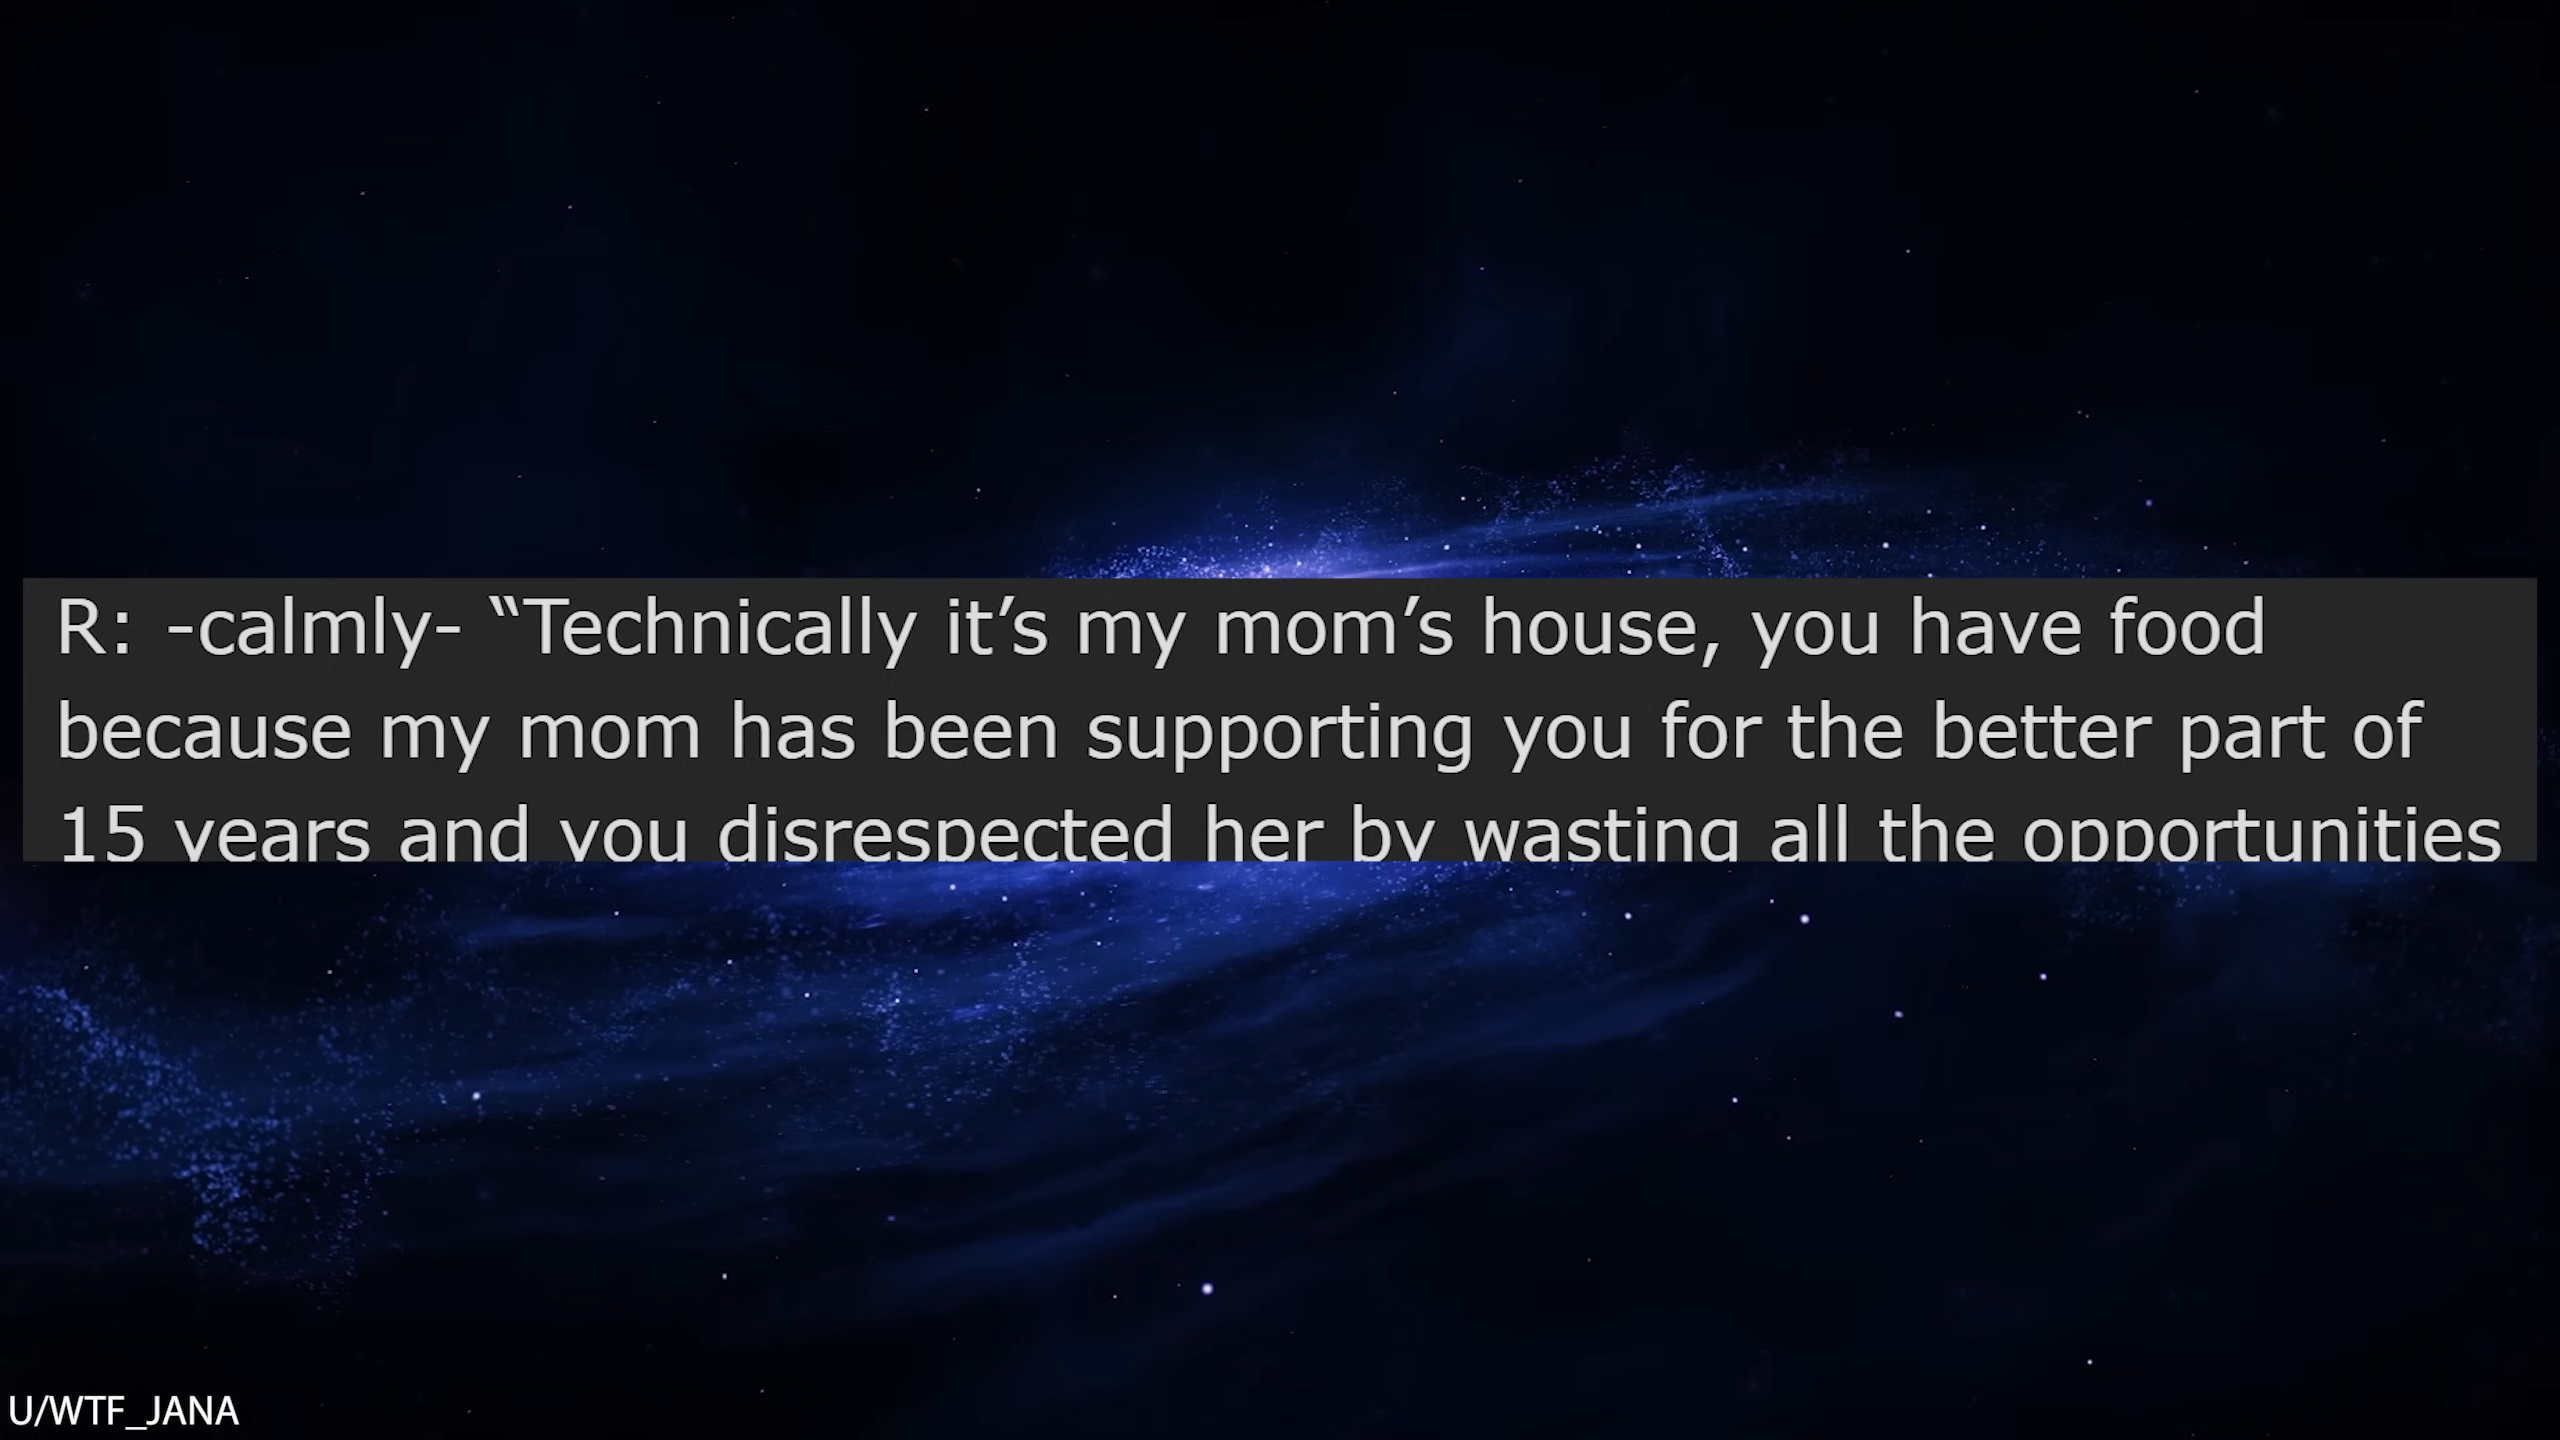 R: -calmly- “Technically it’s my mom’s house, you have food
because my mom has been supporting you for the better part of
15 years and you disrespected her by wasting all the opportunities
U/WTF_JANA